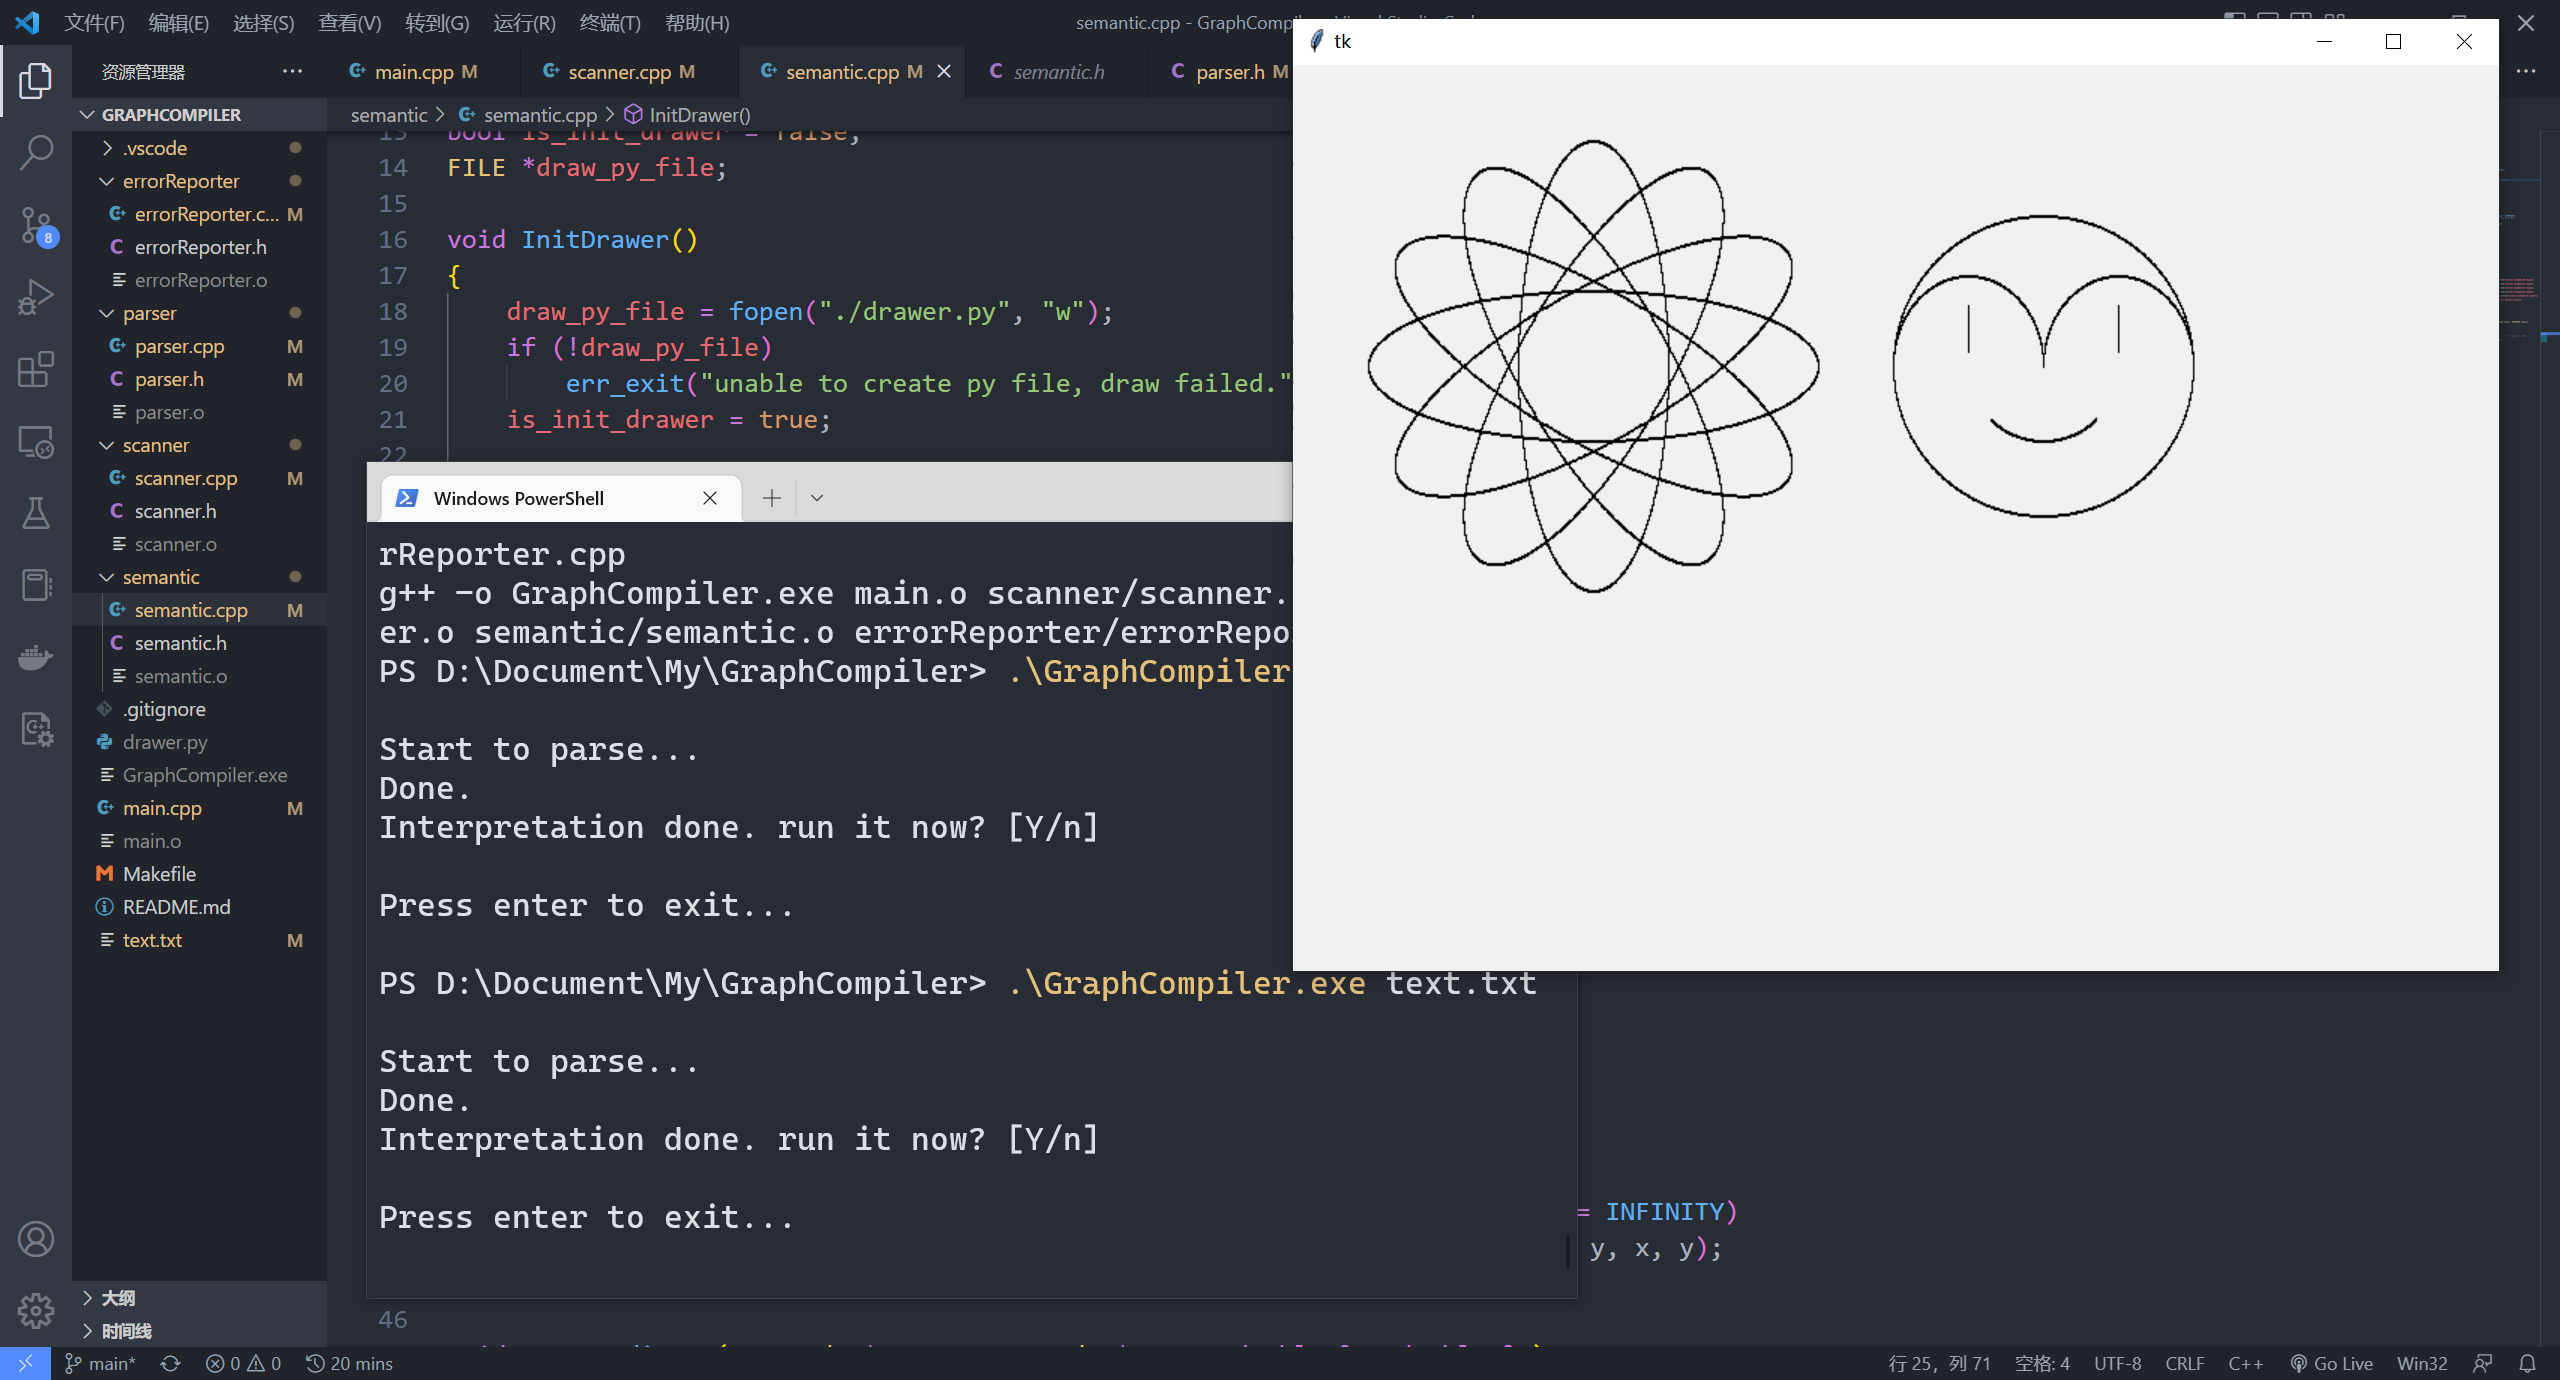 文件(F) 编辑(E) 选择(S) 查看(V) 转到(G) 运行(R) 终端(T) 帮助(H) semantic.cpp - GraphCompi
资源管理器 ...
main.cpp M scanner.cpp M semantic.cpp M semantic.h parser.h M
GRAPHCOMPILER
.vscode
errorReporter
errorReporter.c... M
errorReporter.h
errorReporter.o
parser
parser.cpp M
parser.h M
parser.o
scanner
scanner.cpp M
scanner.h
scanner.o
semantic
semantic.cpp M
semantic.h
semantic.o
.gitignore
drawer.py
GraphCompiler.exe
main.cpp M
main.o
Makefile
README.md
text.txt M
大纲
时间线
8
semantic > semantic.cpp > InitDrawer()
13 bool is_init_drawer = false;
14 FILE *draw_py_file;
15
16 void InitDrawer()
17 {
18 draw_py_file = fopen("./drawer.py", "w");
19 if (!draw_py_file)
20 err_exit("unable to create py file, draw failed."
21 is_init_drawer = true;
22
Windows PowerShell
rReporter.cpp
g++ -o GraphCompiler.exe main.o scanner/scanner.
er.o semantic/semantic.o errorReporter/errorRepo
PS D:\Document\My\GraphCompiler> .\GraphCompiler
Start to parse...
Done.
Interpretation done. run it now? [Y/n]
Press enter to exit...
PS D:\Document\My\GraphCompiler> .\GraphCompiler.exe text.txt
Start to parse...
Done.
Interpretation done. run it now? [Y/n]
Press enter to exit...
tk
= INFINITY)
y, x, y);
46
main* 0 0 20 mins 行 25，列 71 空格: 4 UTF-8 CRLF C++ Go Live Win32